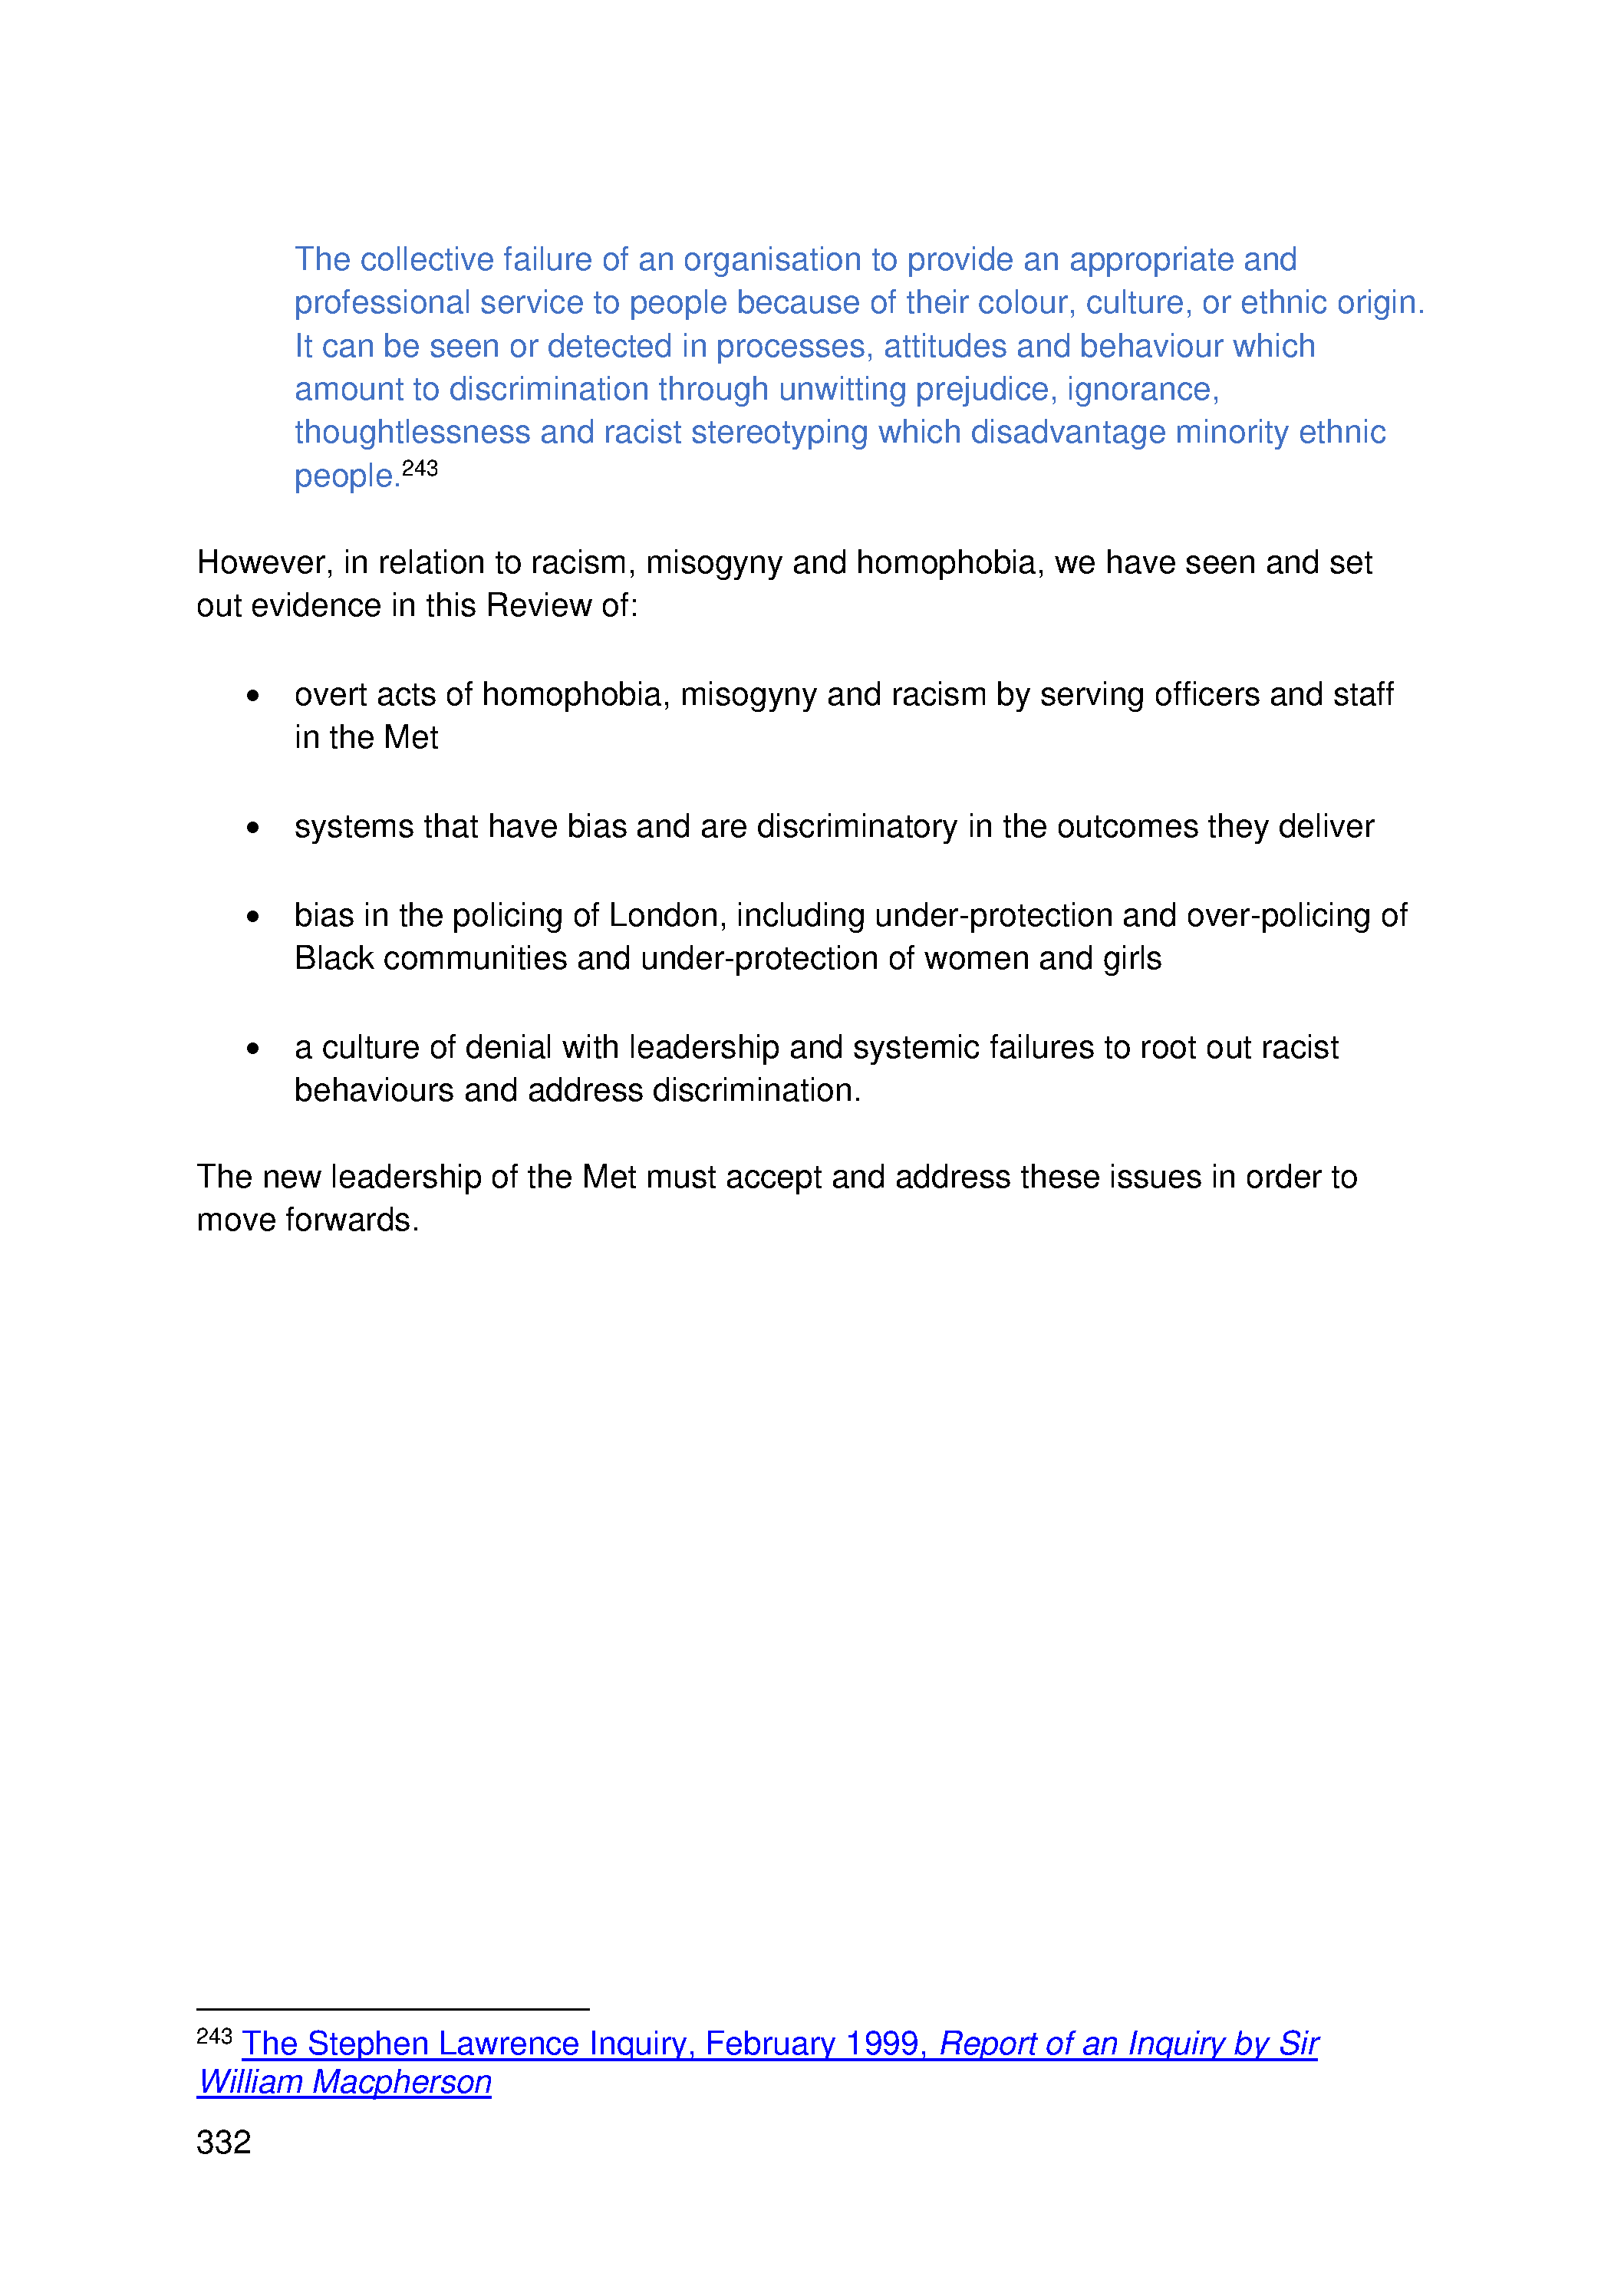 The collective failure of an organisation to provide an appropriate and
professional service to people because of their colour, culture, or ethnic origin.
It can be seen or detected in processes, attitudes and behaviour which
amount to discrimination through unwitting prejudice, ignorance,
thoughtlessness and racist stereotyping which disadvantage minority ethnic
people.243
However, in relation to racism, misogyny and homophobia, we have seen and set
out evidence in this Review of:
• overt acts of homophobia, misogyny and racism by serving officers and staff
in the Met
• systems that have bias and are discriminatory in the outcomes they deliver
• bias in the policing of London, including under-protection and over-policing of
Black communities and under-protection of women and girls
• a culture of denial with leadership and systemic failures to root out racist
behaviours and address discrimination.
The new leadership of the Met must accept and address these issues in order to
move forwards.
243 The Stephen Lawrence Inquiry, February 1999, Report of an Inquiry by Sir
William Macpherson
332